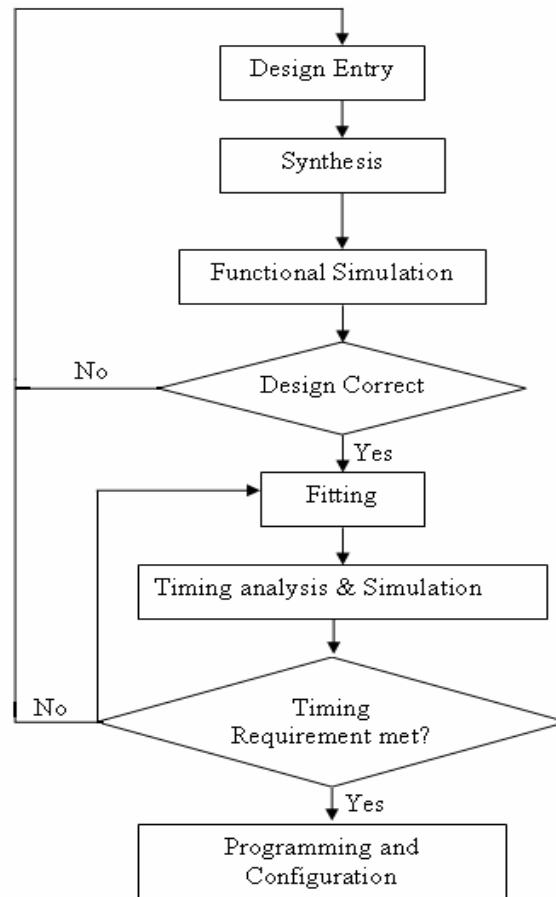 Design Entry
Synthesis
Functional Simulation
No
Design Correct
Yes
Fitting
Timing analysis & Simulation
No
Timing
Requirement met?
Yes
Programming and
Configuration